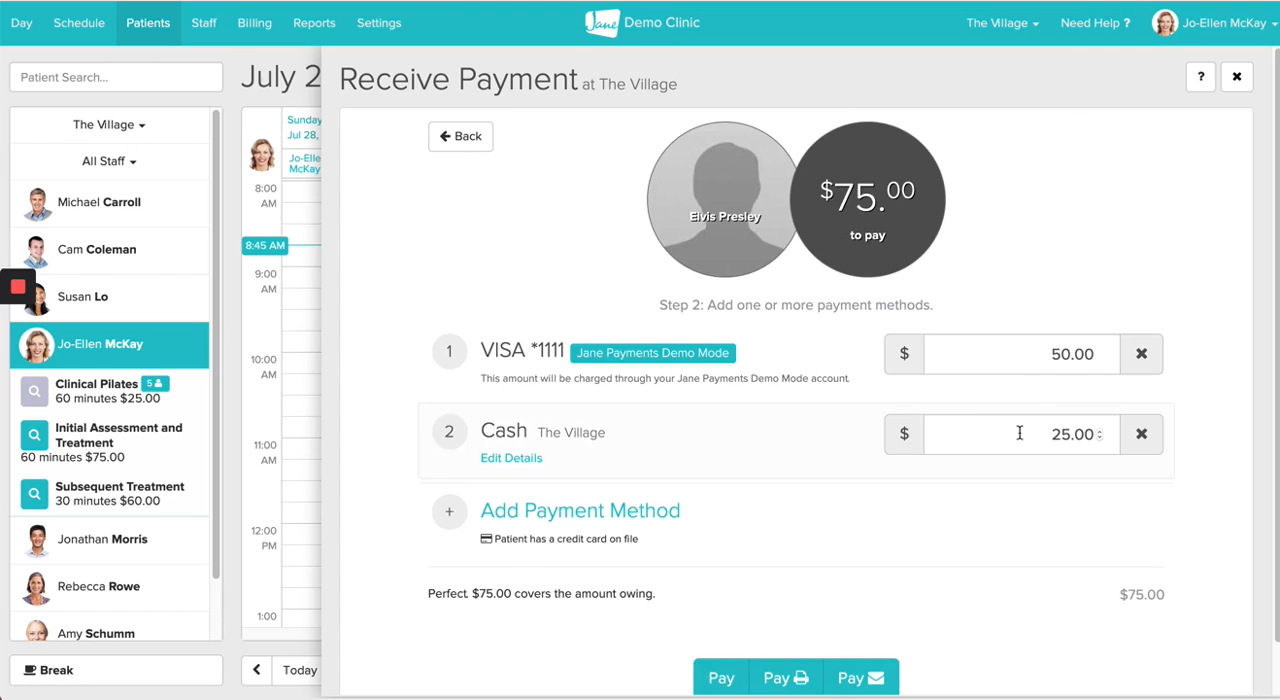 Day Schedule Patients Staff Billing Reports Settings
Jane Demo Clinic
The Village Need Help ? Jo-Ellen McKay
Patient Search...
The Village
All Staff
Michael Carroll
Cam Coleman
Susan Lo
Jo-Ellen McKay
Clinical Pilates 5
60 minutes $25.00
Initial Assessment and
Treatment
60 minutes $75.00
Subsequent Treatment
30 minutes $60.00
Jonathan Morris
Rebecca Rowe
Amy Schumm
Break
July 2
Sunday
Jul 28,
Jo-Elle
McKay
8:00
AM
8:45 AM
9:00
AM
10:00
AM
11:00
AM
12:00
PM
1:00
Today
Receive Payment at The Village
?
Back
Elvis Presley
$75.00
to pay
Step 2: Add one or more payment methods.
1 VISA *1111 Jane Payments Demo Mode $ 50.00
This amount will be charged through your Jane Payments Demo Mode account.
2 Cash The Village $ 25.00
Edit Details
+ Add Payment Method
Patient has a credit card on file
Perfect. $75.00 covers the amount owing. $75.00
Pay Pay Pay